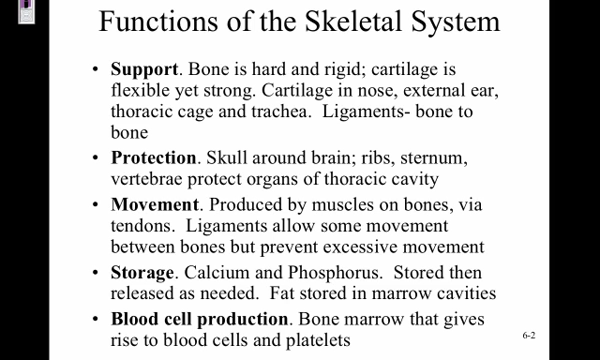 Functions of the Skeletal System
• Support. Bone is hard and rigid; cartilage is
flexible yet strong. Cartilage in nose, external ear,
thoracic cage and trachea.  Ligaments- bone to
bone
• Protection. Skull around brain; ribs, sternum,
vertebrae protect organs of thoracic cavity
• Movement. Produced by muscles on bones, via
tendons.  Ligaments allow some movement
between bones but prevent excessive movement
• Storage. Calcium and Phosphorus.  Stored then
released as needed.  Fat stored in marrow cavities
• Blood cell production. Bone marrow that gives
rise to blood cells and platelets
6-2